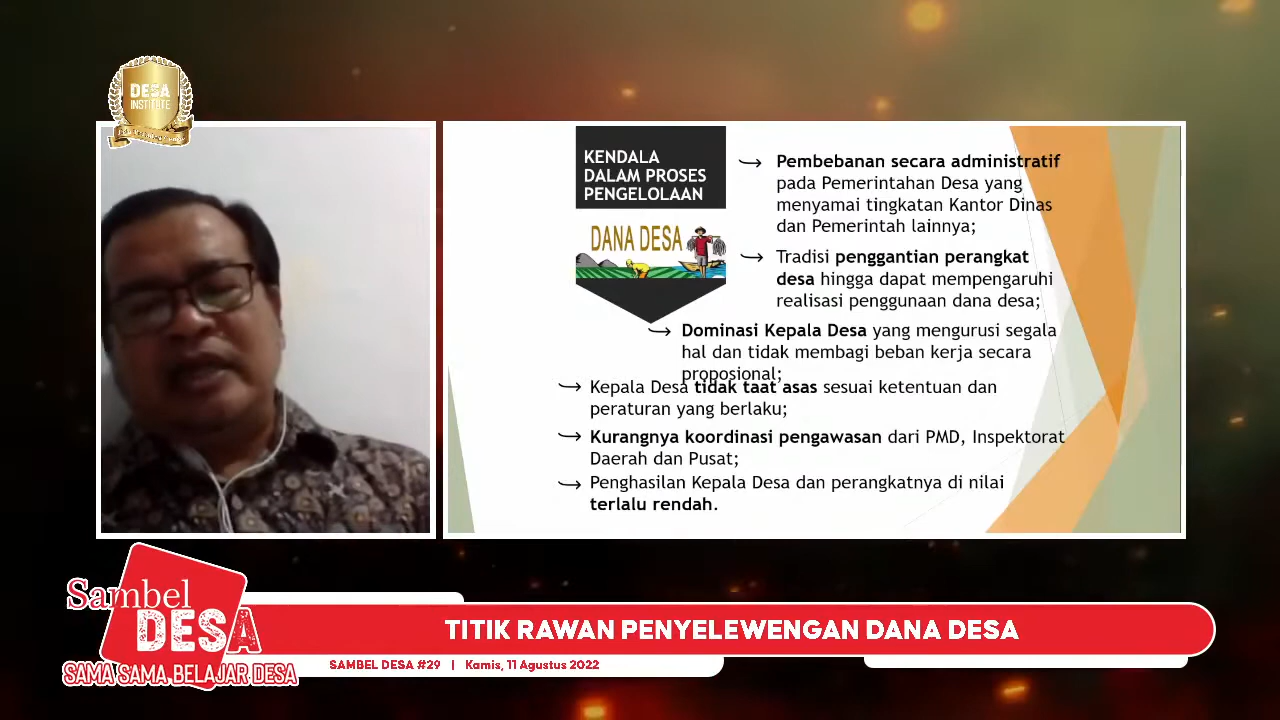 DESA
INSTITUTE
KENDALA
DALAM PROSES
PENGELOLAAN
DANA DESA
Pembebanan secara administratif
pada Pemerintahan Desa yang
menyamai tingkatan Kantor Dinas
dan Pemerintah lainnya;
Tradisi penggantian perangkat
desa hingga dapat mempengaruhi
realisasi penggunaan dana desa;
Dominasi Kepala Desa yang mengurusi segala
hal dan tidak membagi beban kerja secara
proposional;
Kepala Desa tidak taat asas sesuai ketentuan dan
peraturan yang berlaku;
Kurangnya koordinasi pengawasan dari PMD, Inspektorat
Daerah dan Pusat;
Penghasilan Kepala Desa dan perangkatnya di nilai
terlalu rendah.
Sambel
DESA
SAMA SAMA BELAJAR DESA
TITIK RAWAN PENYELEWENGAN DANA DESA
SAMBEL DESA #29 | Kamis, 11 Agustus 2022